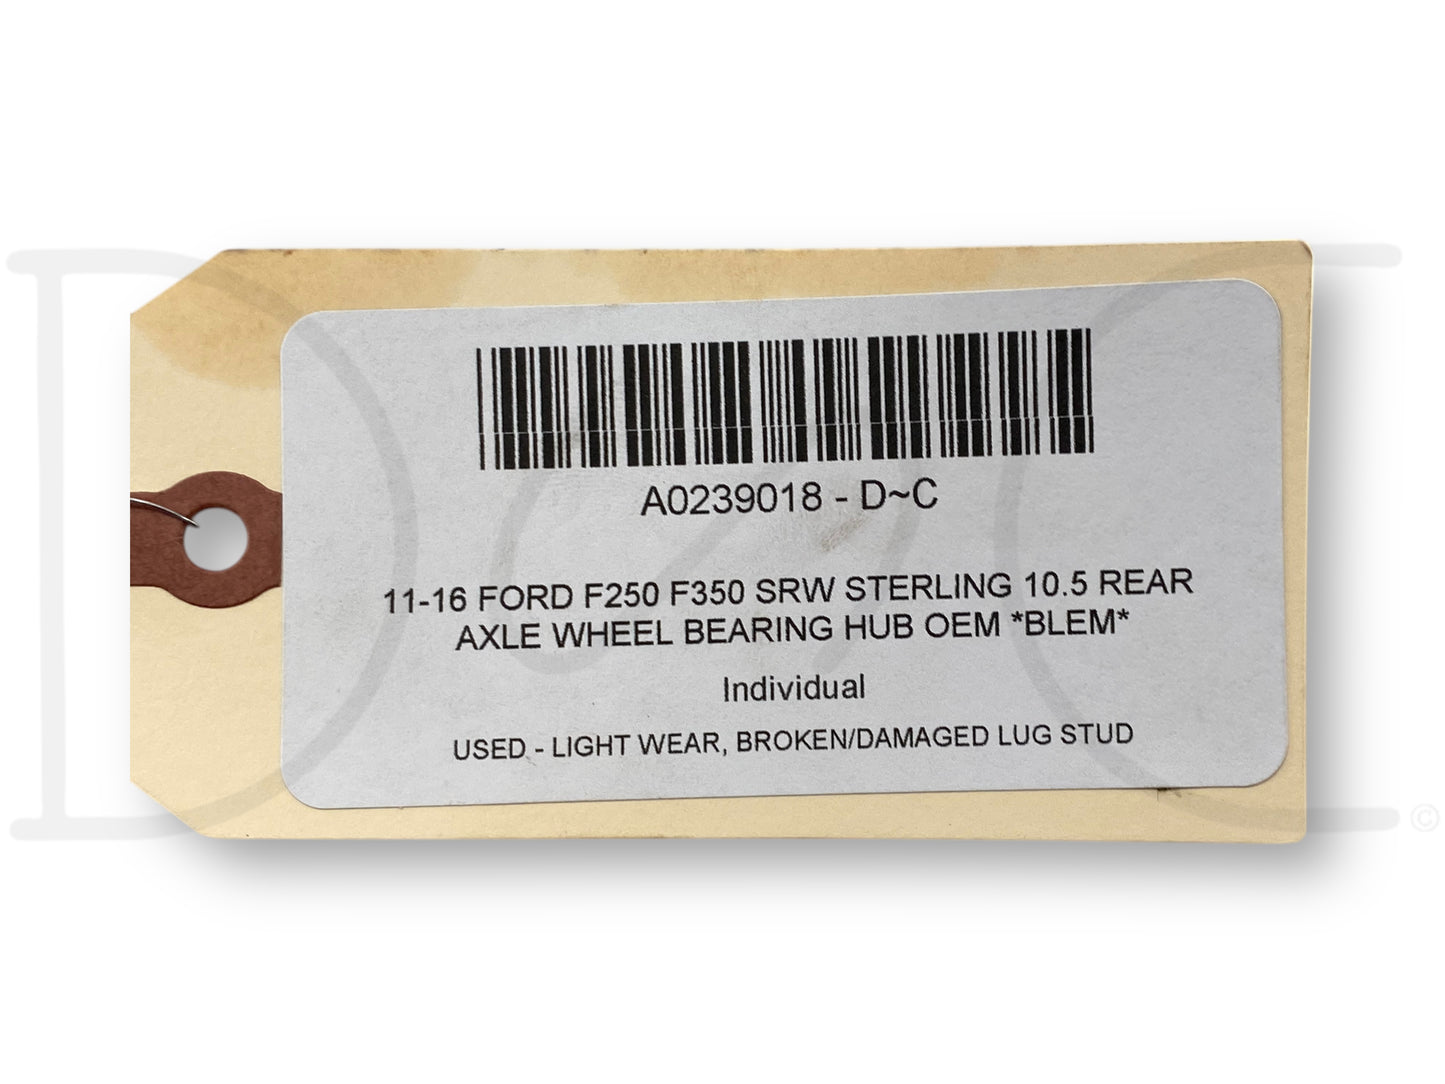 A0239018 - D~C
11-16 FORD F250 F350 SRW STERLING 10.5 REAR
AXLE WHEEL BEARING HUB OEM *BLEM*
Individual
USED - LIGHT WEAR, BROKEN/DAMAGED LUG STUD
D2C
©